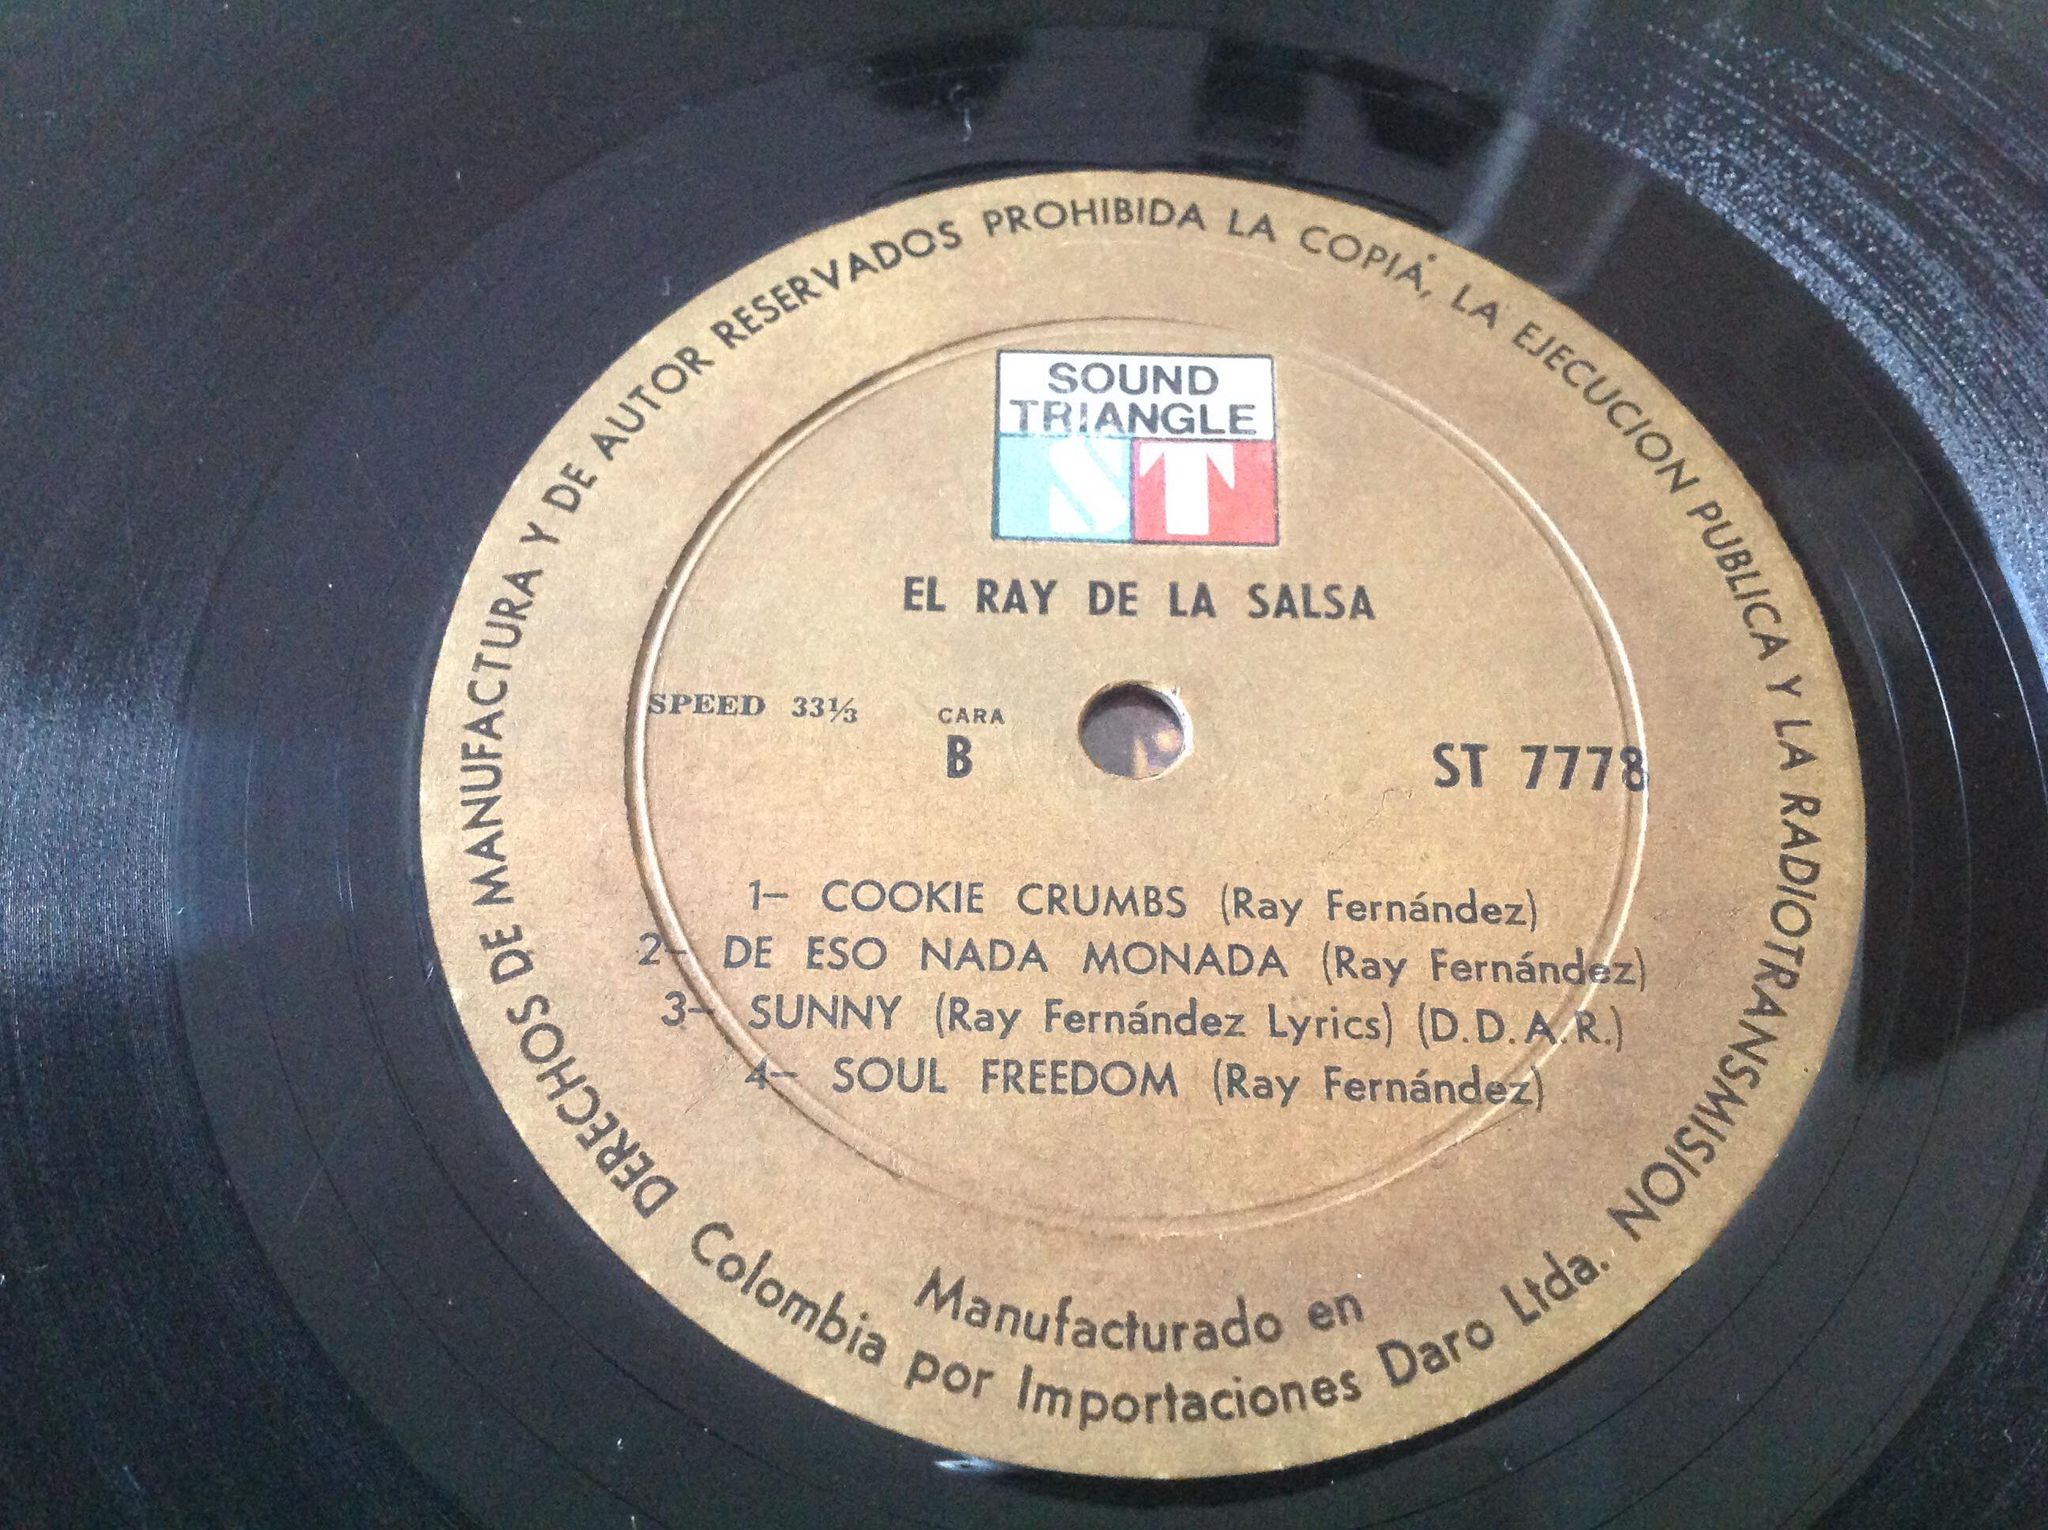 DERECHOS DE MANUFACTURA Y DE AUTOR RESERVADOS PROHIBIDA LA COPIA, LA EJECUCION PUBLICA Y LA RADIOTRANSMISION
SOUND
TRIANGLE
ST
EL RAY DE LA SALSA
SPEED 33⅓
CARA
B
ST 7778
1- COOKIE CRUMBS (Ray Fernández)
2- DE ESO NADA MONADA (Ray Fernández)
3- SUNNY (Ray Fernández Lyrics) (D.D.A.R.)
4- SOUL FREEDOM (Ray Fernández)
Manufacturado en
Colombia por Importaciones Daro Ltda.